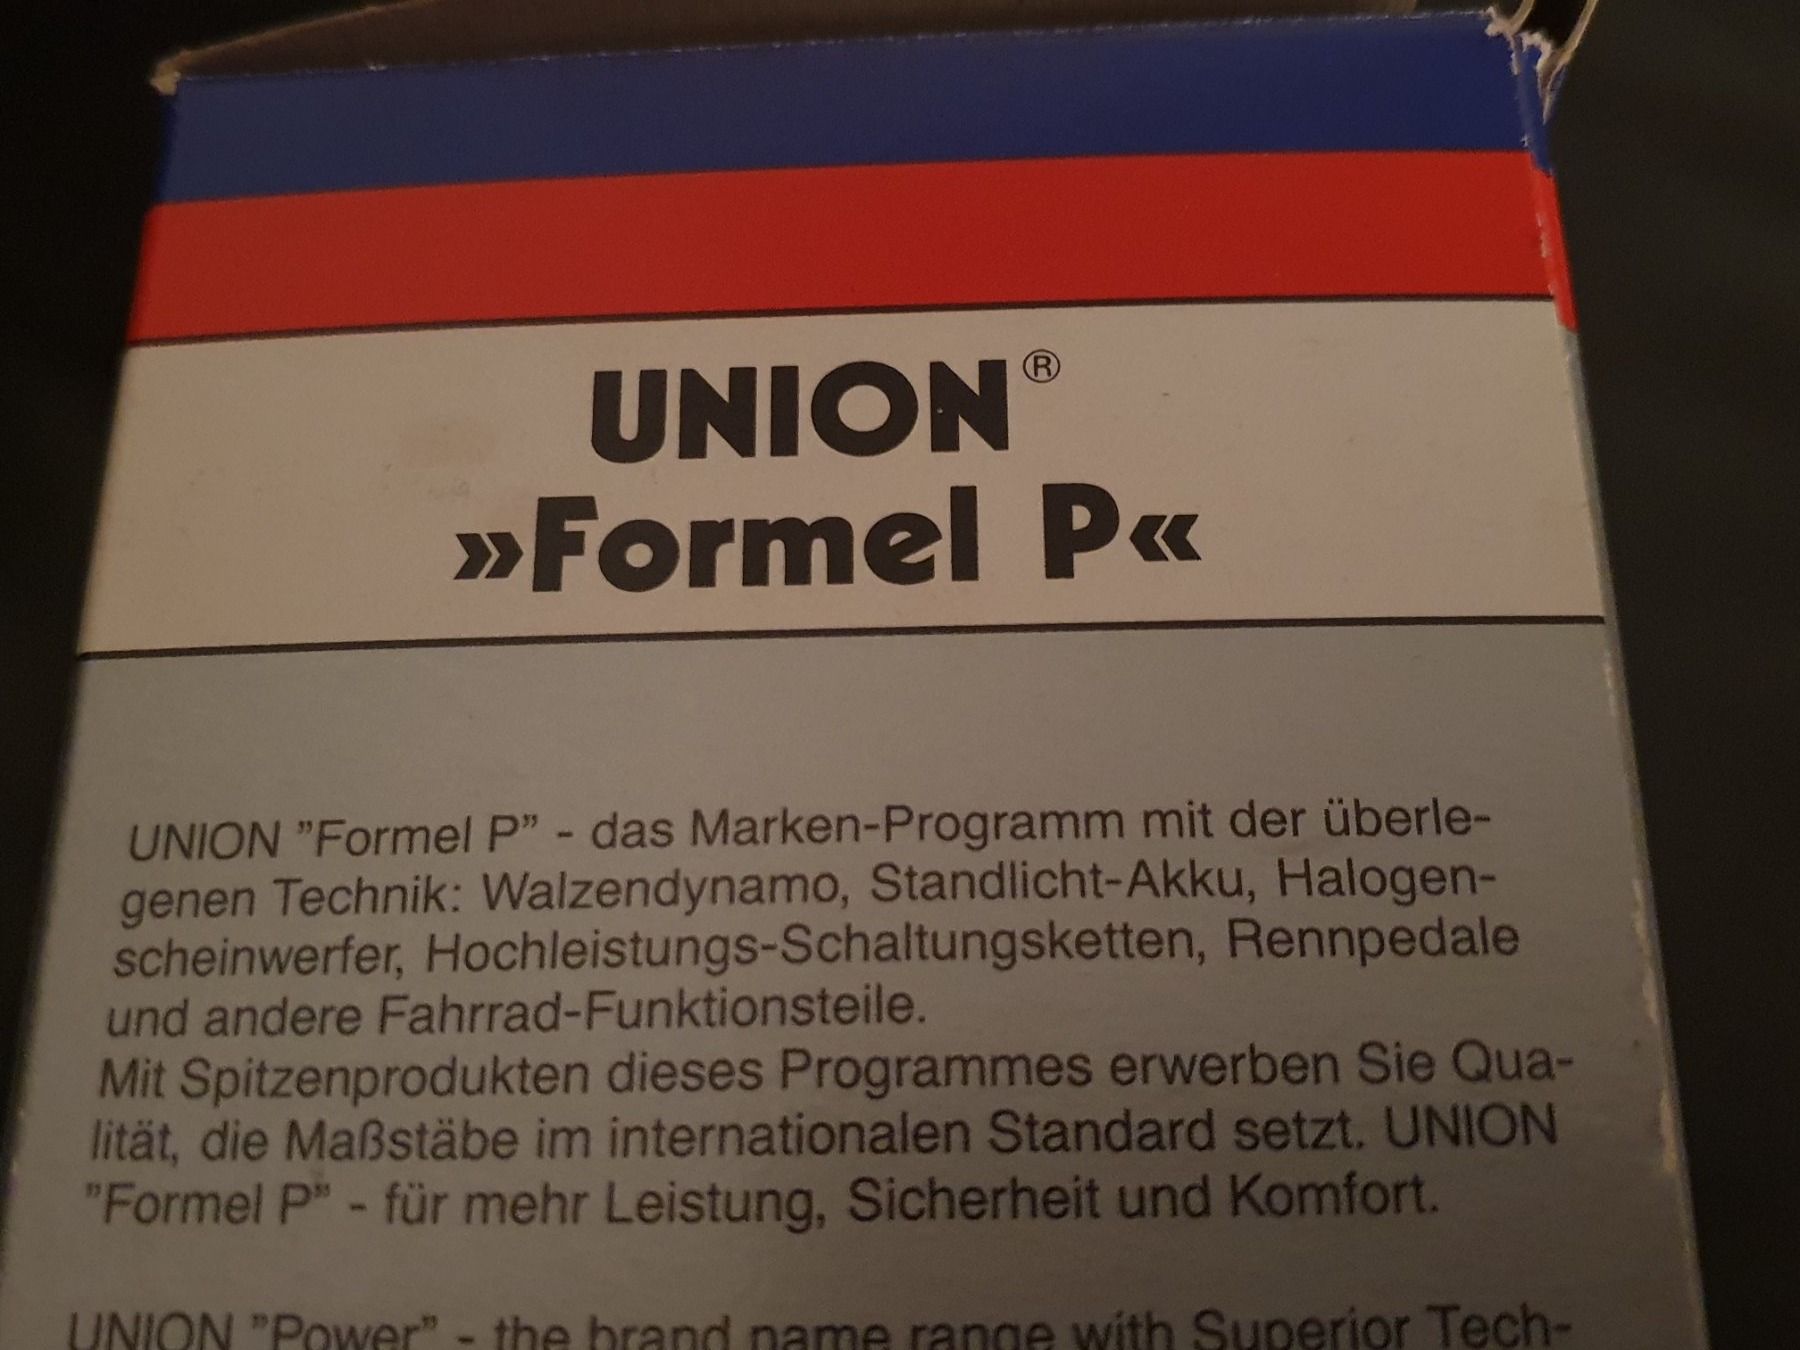 UNION®
»Formel P«
UNION ”Formel P” - das Marken-Programm mit der überle-
genen Technik: Walzendynamo, Standlicht-Akku, Halogen-
scheinwerfer, Hochleistungs-Schaltungsketten, Rennpedale
und andere Fahrrad-Funktionsteile.
Mit Spitzenprodukten dieses Programmes erwerben Sie Qua-
lität, die Maßstäbe im internationalen Standard setzt. UNION
”Formel P” - für mehr Leistung, Sicherheit und Komfort.
UNION ”Power” - the brand name range with Superior Tech-